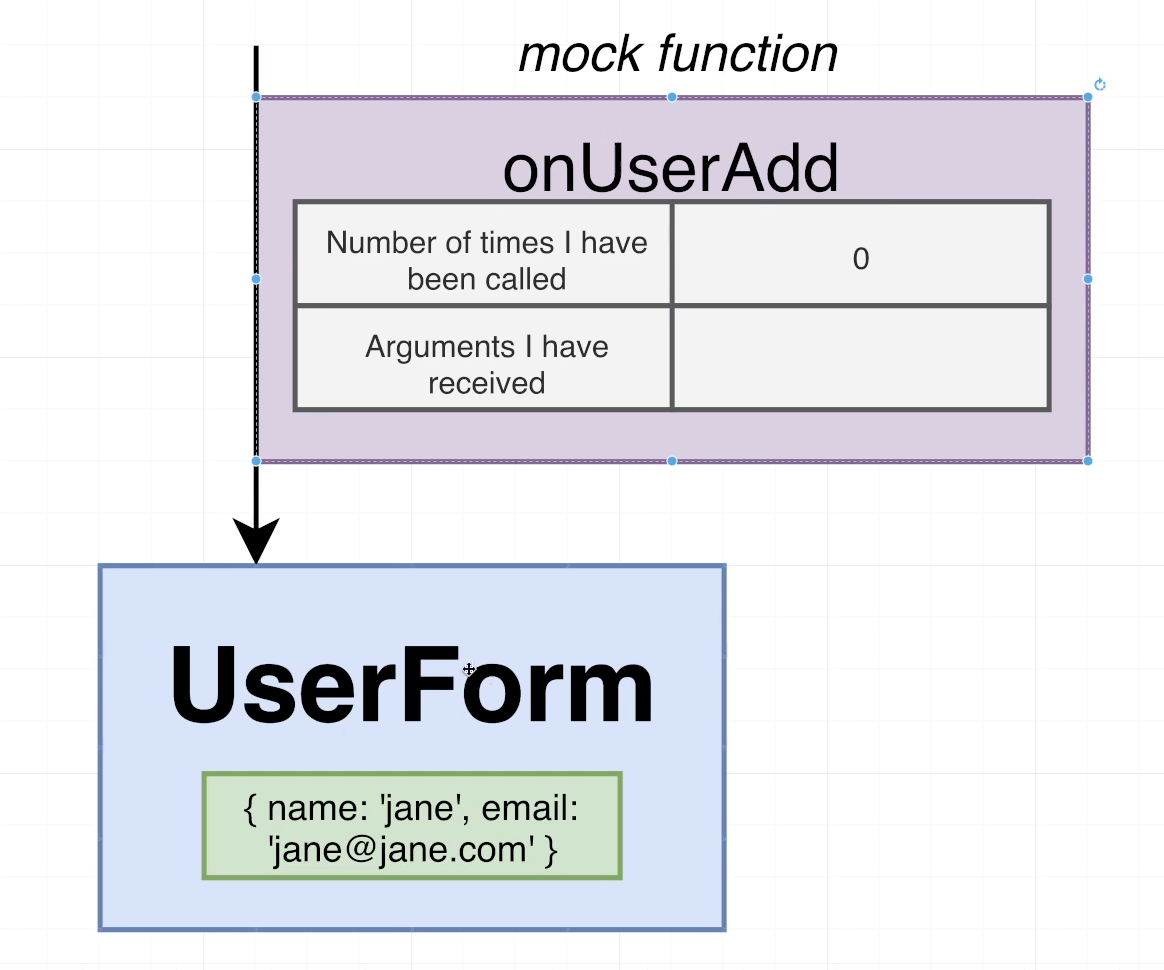 mock function
onUserAdd
Number of times I have
been called
0
Arguments I have
received
UserForm
{ name: 'jane', email:
'jane@jane.com' }